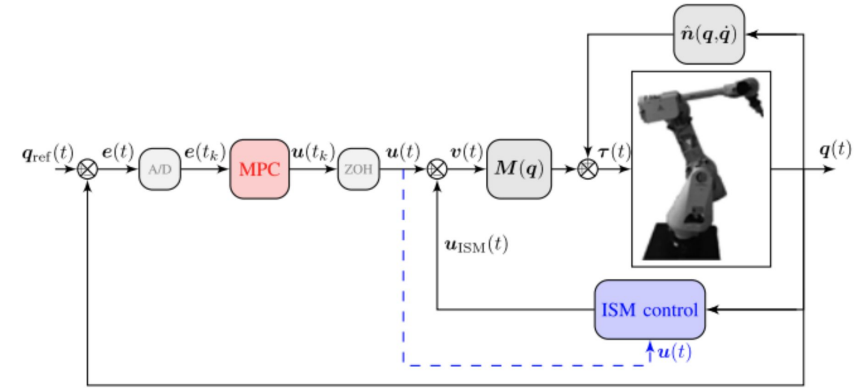 n̂(q,q̇)
q_ref(t)
e(t)
A/D
e(t_k)
MPC
u(t_k)
ZOH
u(t)
v(t)
M(q)
τ(t)
q(t)
u_ISM(t)
ISM control
u(t)